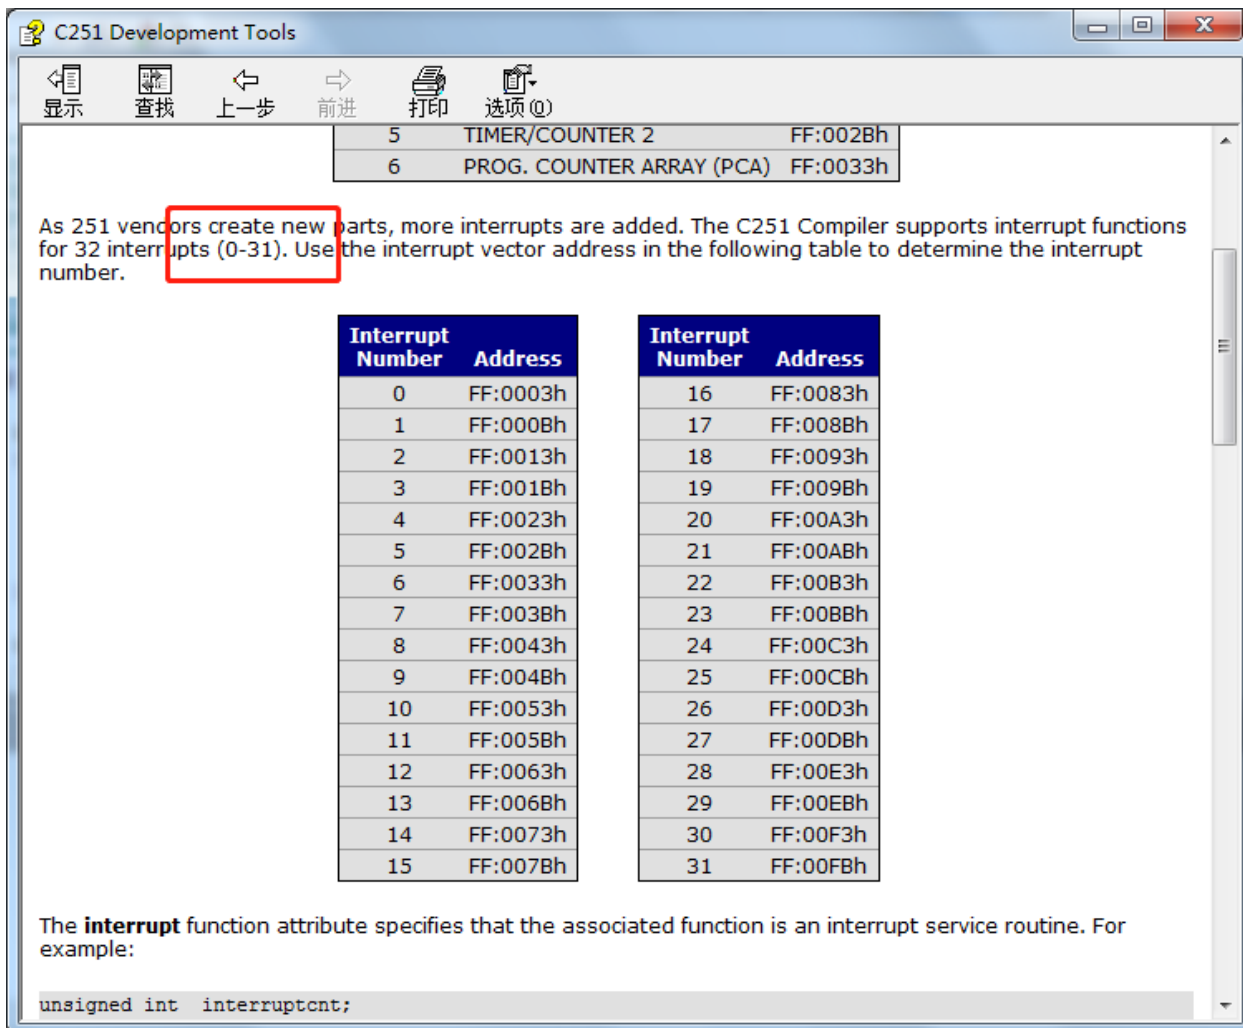 C251 Development Tools
显示 查找 上一步 前进 打印 选项(O)
5 TIMER/COUNTER 2 FF:002Bh
6 PROG. COUNTER ARRAY (PCA) FF:0033h
As 251 vendors create new parts, more interrupts are added. The C251 Compiler supports interrupt functions
for 32 interrupts (0-31). Use the interrupt vector address in the following table to determine the interrupt
number.
Interrupt Number Address Interrupt Number Address
0 FF:0003h 16 FF:0083h
1 FF:000Bh 17 FF:008Bh
2 FF:0013h 18 FF:0093h
3 FF:001Bh 19 FF:009Bh
4 FF:0023h 20 FF:00A3h
5 FF:002Bh 21 FF:00ABh
6 FF:0033h 22 FF:00B3h
7 FF:003Bh 23 FF:00BBh
8 FF:0043h 24 FF:00C3h
9 FF:004Bh 25 FF:00CBh
10 FF:0053h 26 FF:00D3h
11 FF:005Bh 27 FF:00DBh
12 FF:0063h 28 FF:00E3h
13 FF:006Bh 29 FF:00EBh
14 FF:0073h 30 FF:00F3h
15 FF:007Bh 31 FF:00FBh
The interrupt function attribute specifies that the associated function is an interrupt service routine. For
example:
unsigned int interruptcnt;